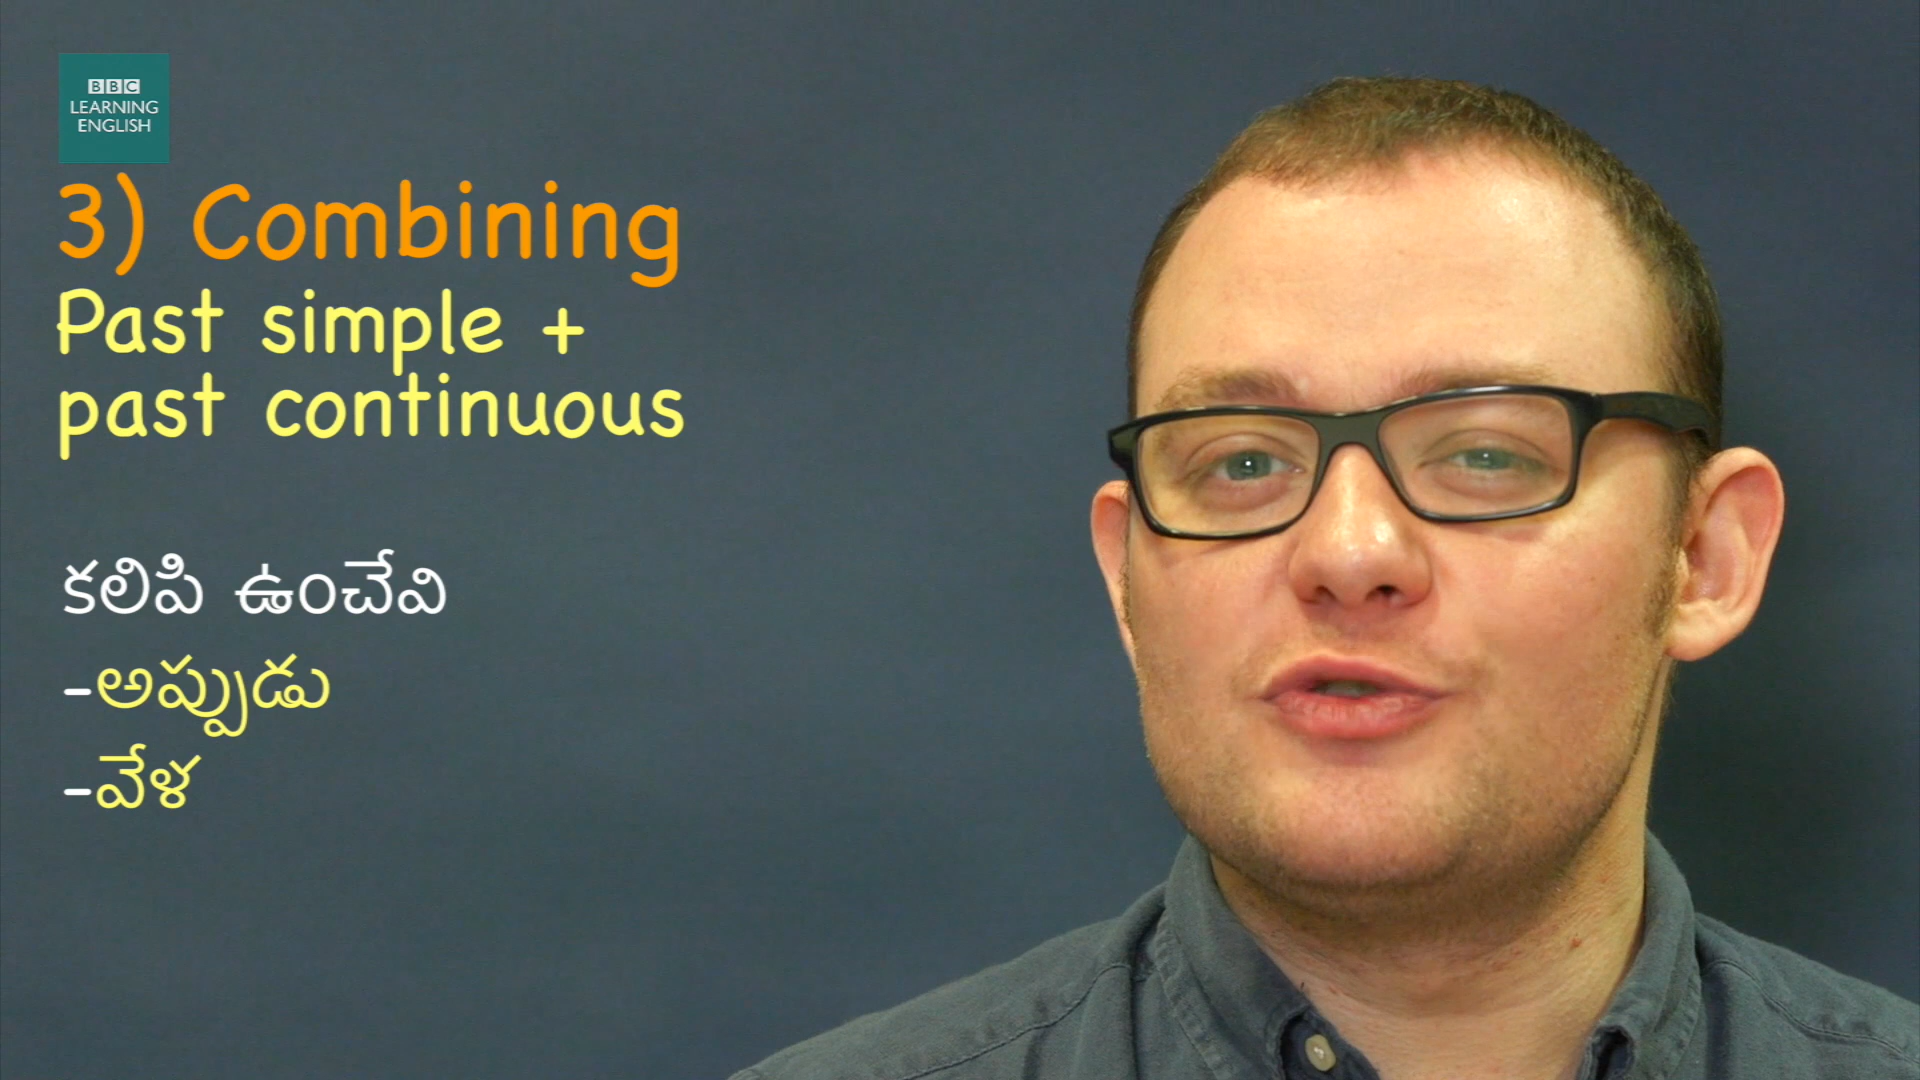 BBC
LEARNING
ENGLISH
3) Combining
Past simple +
past continuous
కలిపి ఉంచేవి
-అప్పుడు
-వేళ